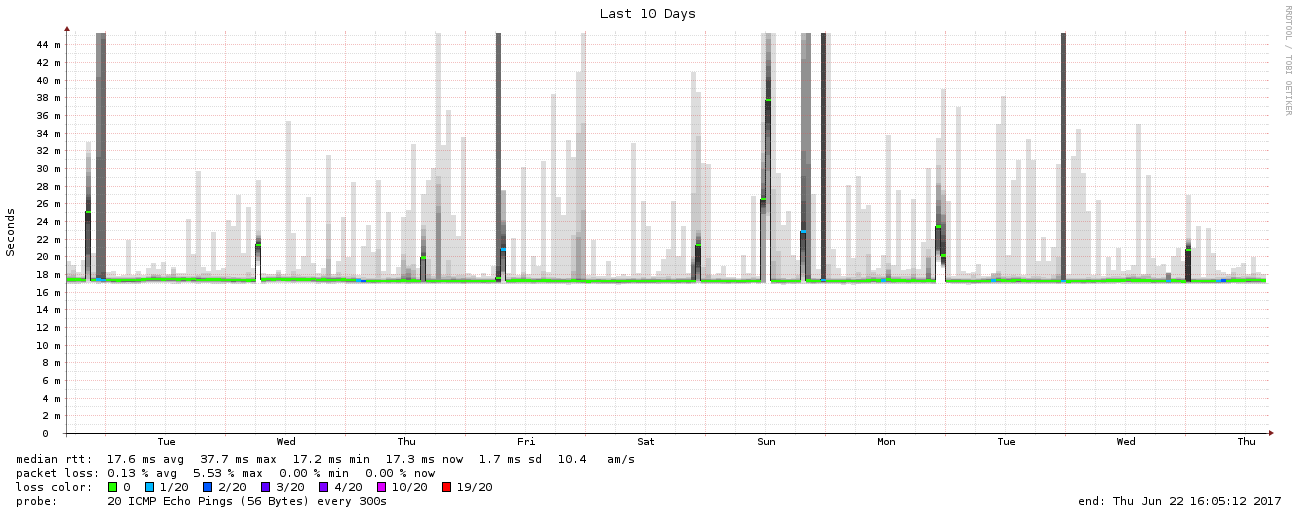 Last 10 Days
RRDTOOL / TOBI OETIKER
Seconds
44 m
42 m
40 m
38 m
36 m
34 m
32 m
30 m
28 m
26 m
24 m
22 m
20 m
18 m
16 m
14 m
12 m
10 m
8 m
6 m
4 m
2 m
0
Tue Wed Thu Fri Sat Sun Mon Tue Wed Thu
median rtt: 17.6 ms avg 37.7 ms max 17.2 ms min 17.3 ms now 1.7 ms sd 10.4 am/s
packet loss: 0.13 % avg 5.53 % max 0.00 % min 0.00 % now
loss color: 0 1/20 2/20 3/20 4/20 10/20 19/20
probe: 20 ICMP Echo Pings (56 Bytes) every 300s
end: Thu Jun 22 16:05:12 2017